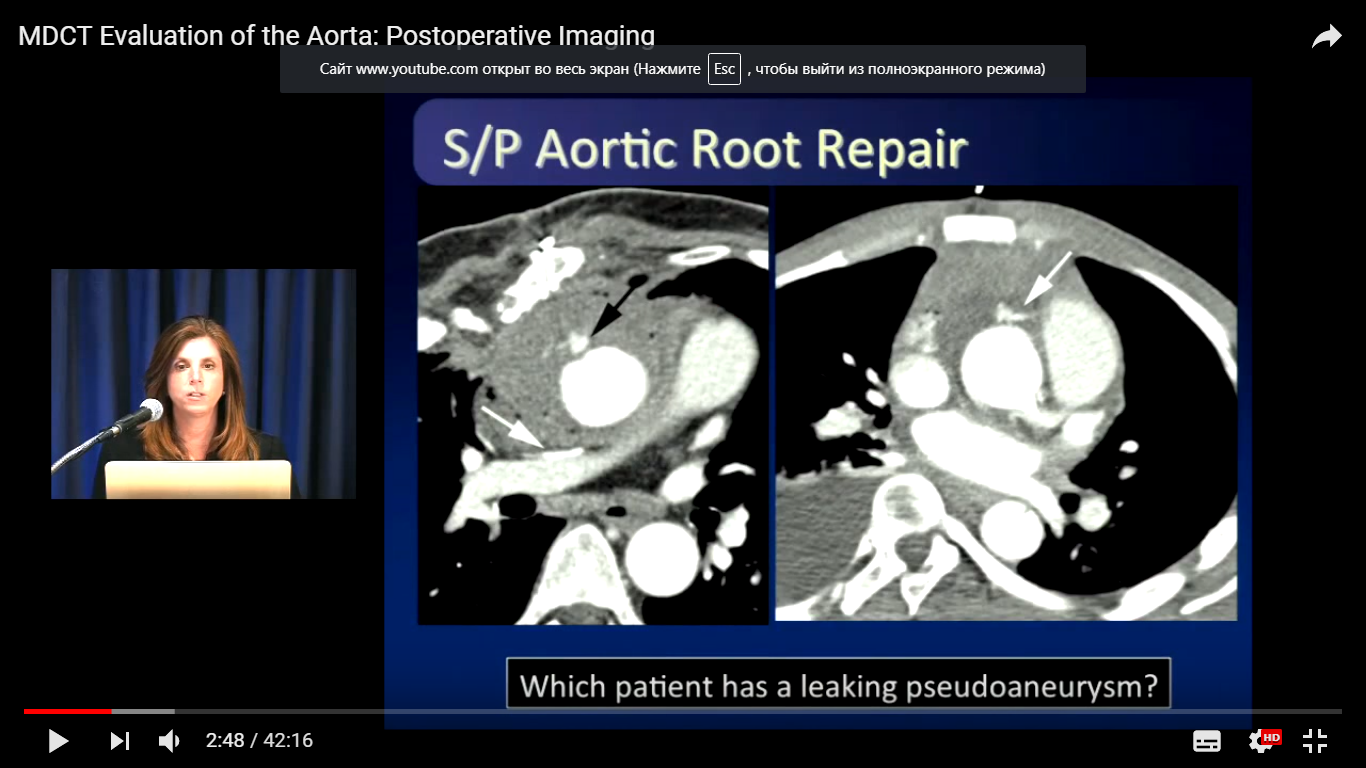 MDCT Evaluation of the Aorta: Postoperative Imaging
Сайт www.youtube.com открыт во весь экран (Нажмите Esc , чтобы выйти из полноэкранного режима)
S/P Aortic Root Repair
Which patient has a leaking pseudoaneurysm?
2:48 / 42:16
HD